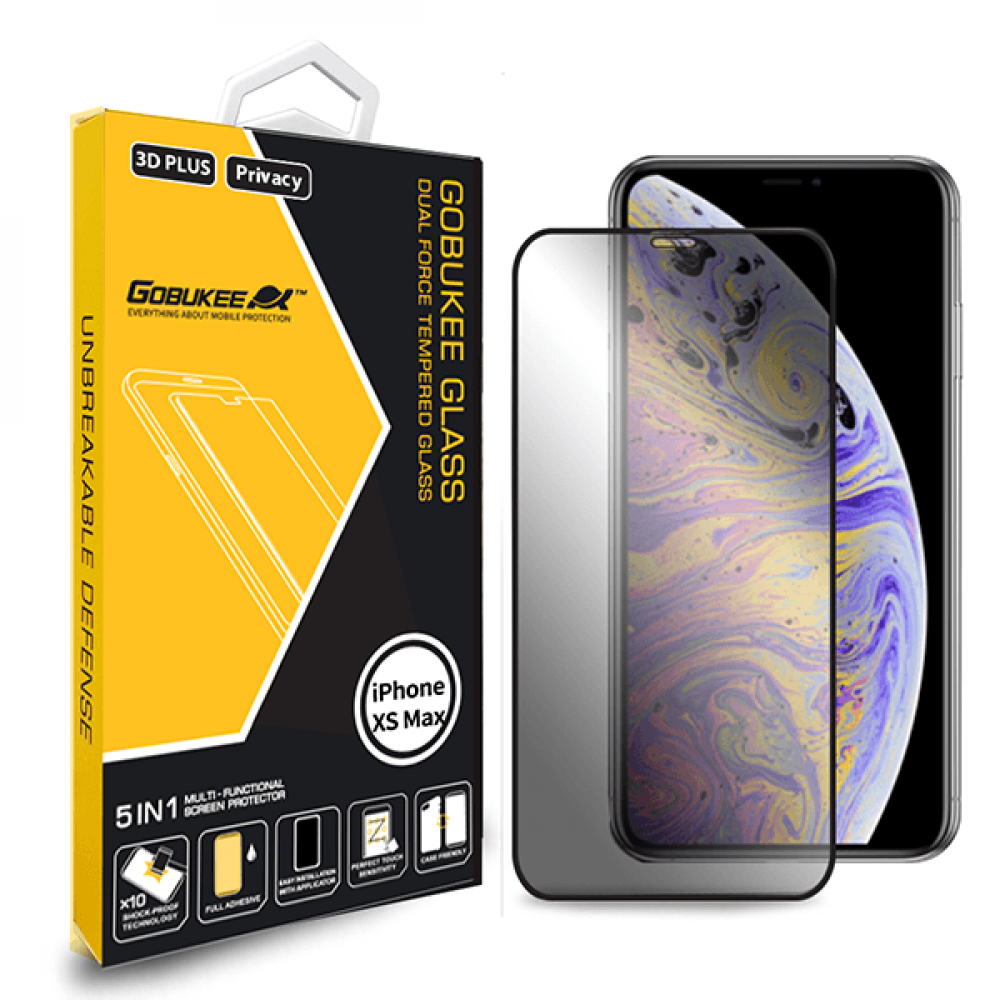 3D PLUS
Privacy
GOBUKEE™
EVERYTHING ABOUT MOBILE PROTECTION
GOBUKEE GLASS
DUAL FORCE TEMPERED GLASS
UNBREAKABLE DEFENSE
iPhone
XS Max
5 IN 1
MULTI - FUNCTIONAL
SCREEN PROTECTOR
x10
SHOCK-PROOF
TECHNOLOGY
FULL ADHESIVE
EASY INSTALLATION
WITH APPLICATOR
PERFECT TOUCH
SENSITIVITY
CASE FRIENDLY